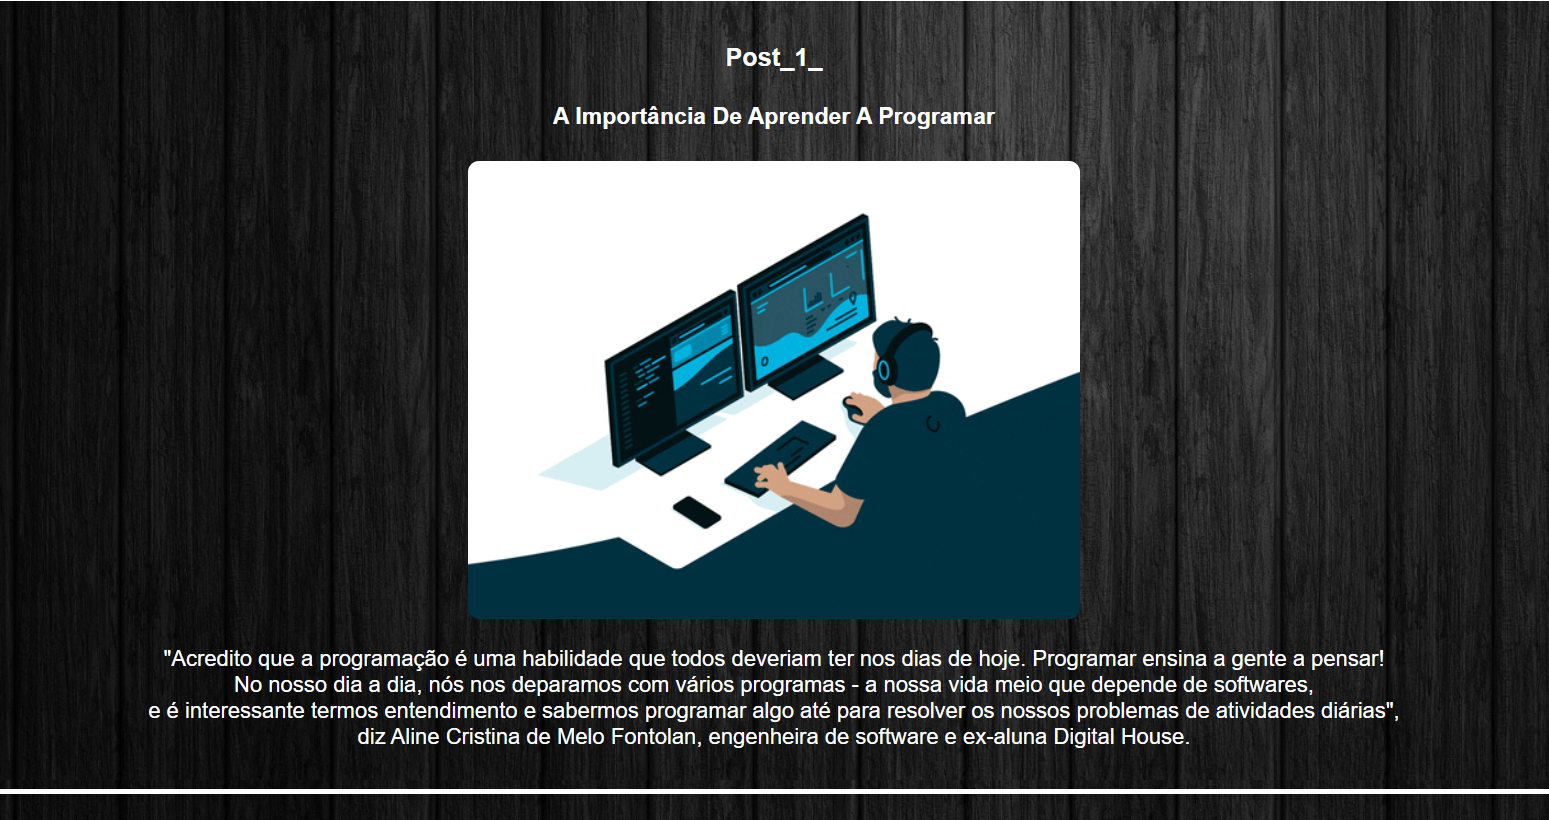 Post_1_
A Importância De Aprender A Programar
"Acredito que a programação é uma habilidade que todos deveriam ter nos dias de hoje. Programar ensina a gente a pensar!
No nosso dia a dia, nós nos deparamos com vários programas - a nossa vida meio que depende de softwares,
e é interessante termos entendimento e sabermos programar algo até para resolver os nossos problemas de atividades diárias",
diz Aline Cristina de Melo Fontolan, engenheira de software e ex-aluna Digital House.